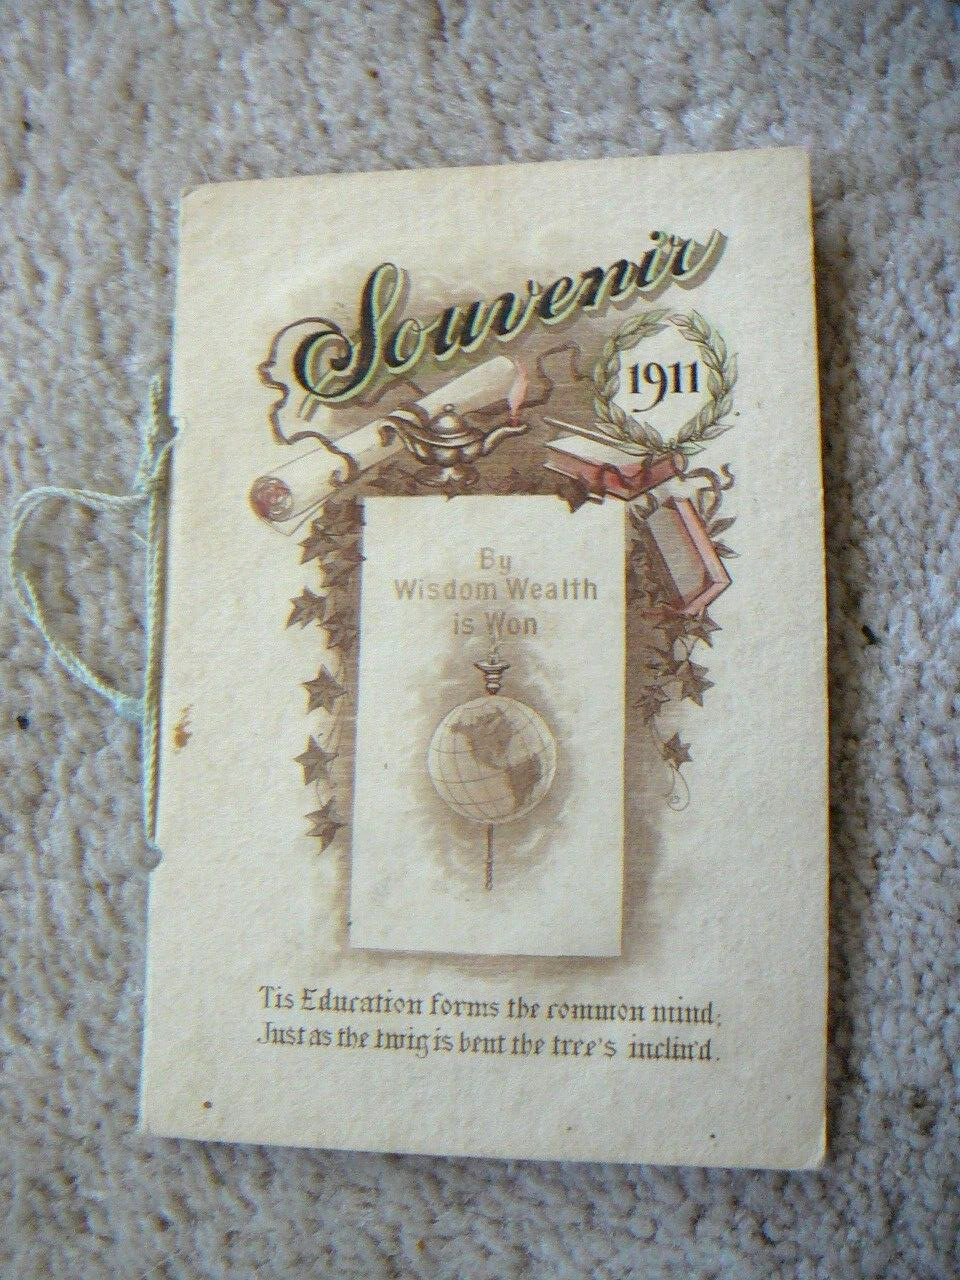 Souvenir
1911
By
Wisdom Wealth
is Won
'Tis Education forms the common mind;
Just as the twig is bent the tree's inclin'd.